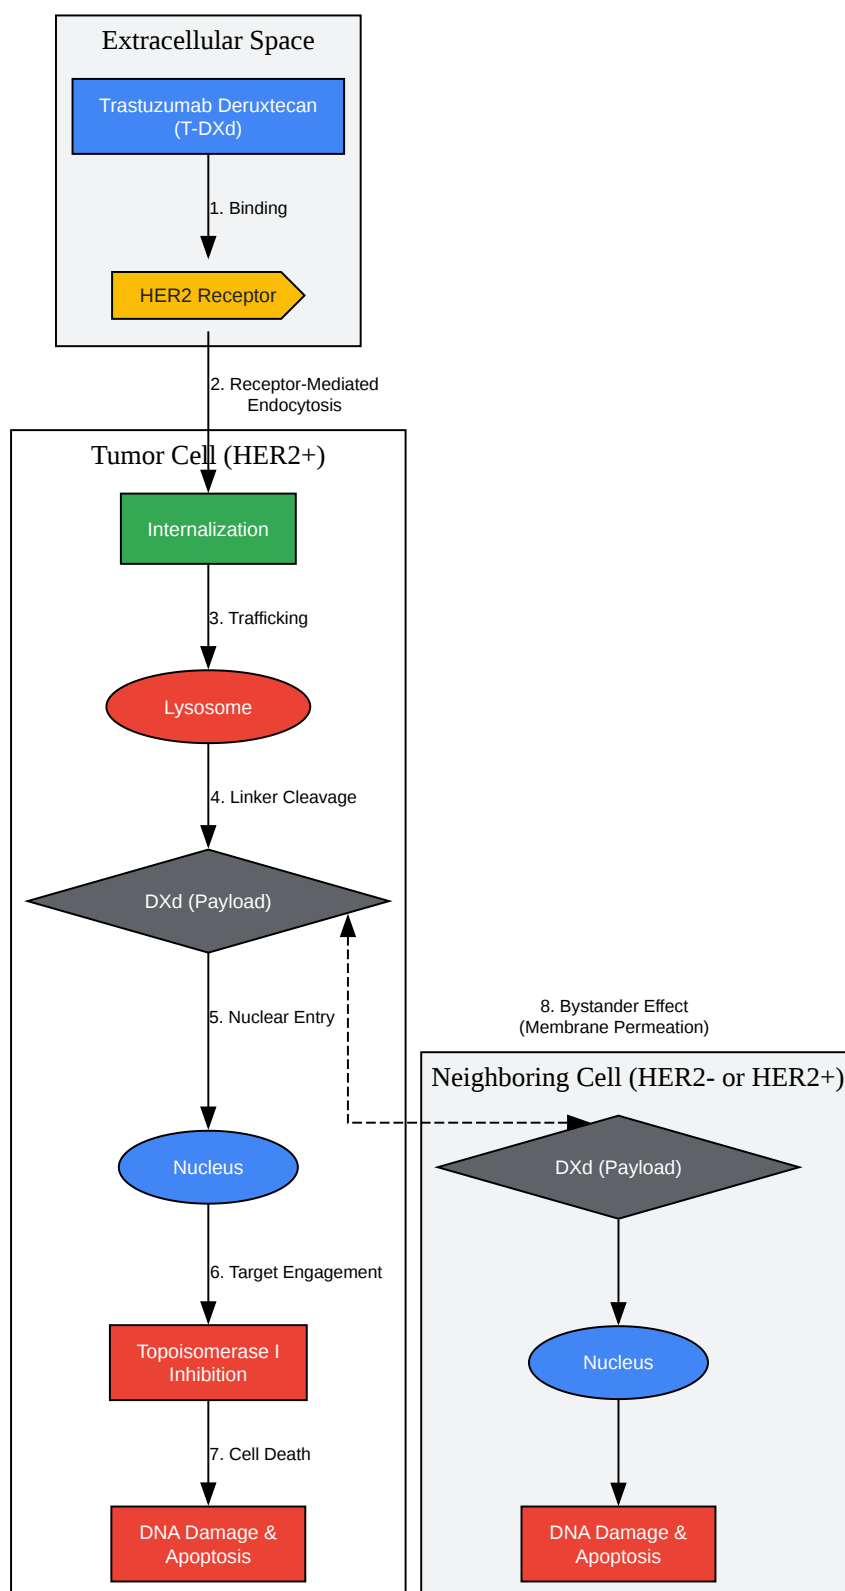 Extracellular Space
Trastuzumab Deruxtecan
(T-DXd)
1. Binding
HER2 Receptor
2. Receptor-Mediated
Endocytosis
Tumor Cell (HER2+)
Internalization
3. Trafficking
Lysosome
4. Linker Cleavage
DXd (Payload)
5. Nuclear Entry
Nucleus
6. Target Engagement
Topoisomerase I
Inhibition
7. Cell Death
DNA Damage &
Apoptosis
8. Bystander Effect
(Membrane Permeation)
Neighboring Cell (HER2- or HER2+)
DXd (Payload)
Nucleus
DNA Damage &
Apoptosis